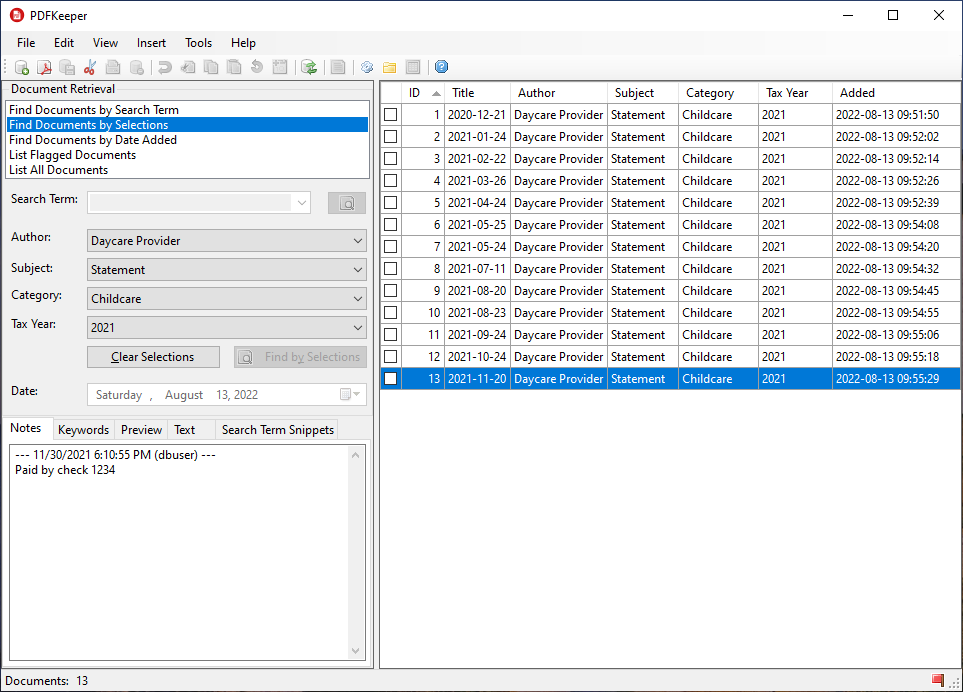 PDFKeeper
File Edit View Insert Tools Help
Document Retrieval
Find Documents by Search Term
Find Documents by Selections
Find Documents by Date Added
List Flagged Documents
List All Documents
Search Term:
Author: Daycare Provider
Subject: Statement
Category: Childcare
Tax Year: 2021
Clear Selections Find by Selections
Date: Saturday , August 13, 2022
Notes Keywords Preview Text Search Term Snippets
--- 11/30/2021 6:10:55 PM (dbuser) ---
Paid by check 1234
ID Title Author Subject Category Tax Year Added
1 2020-12-21 Daycare Provider Statement Childcare 2021 2022-08-13 09:51:50
2 2021-01-24 Daycare Provider Statement Childcare 2021 2022-08-13 09:52:02
3 2021-02-22 Daycare Provider Statement Childcare 2021 2022-08-13 09:52:14
4 2021-03-26 Daycare Provider Statement Childcare 2021 2022-08-13 09:52:26
5 2021-04-24 Daycare Provider Statement Childcare 2021 2022-08-13 09:52:39
6 2021-05-25 Daycare Provider Statement Childcare 2021 2022-08-13 09:54:08
7 2021-05-24 Daycare Provider Statement Childcare 2021 2022-08-13 09:54:20
8 2021-07-11 Daycare Provider Statement Childcare 2021 2022-08-13 09:54:32
9 2021-08-20 Daycare Provider Statement Childcare 2021 2022-08-13 09:54:45
10 2021-08-23 Daycare Provider Statement Childcare 2021 2022-08-13 09:54:55
11 2021-09-24 Daycare Provider Statement Childcare 2021 2022-08-13 09:55:06
12 2021-10-24 Daycare Provider Statement Childcare 2021 2022-08-13 09:55:18
13 2021-11-20 Daycare Provider Statement Childcare 2021 2022-08-13 09:55:29
Documents: 13